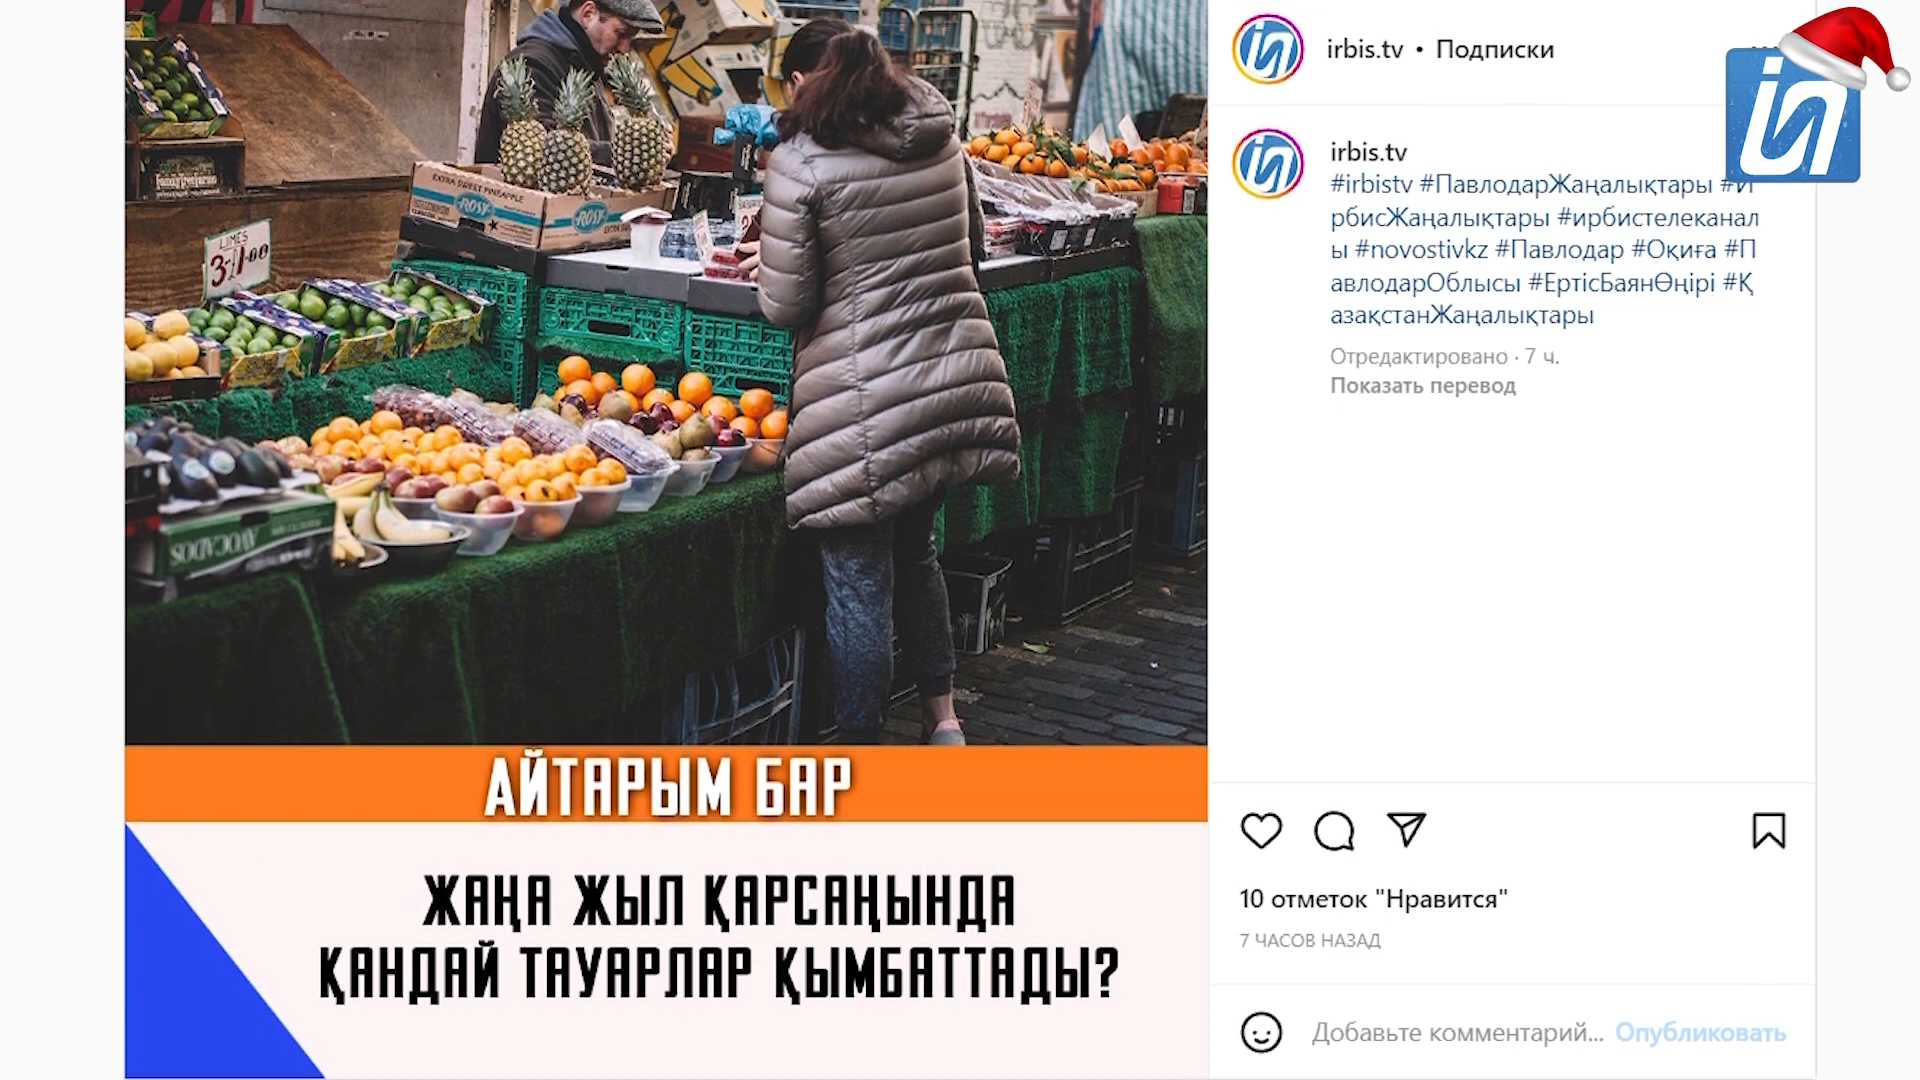 irbis.tv • Подписки
irbis.tv
#irbistv #ПавлодарЖаңалықтары #И
рбисЖаңалықтары #ирбистелеканал
ы #novostivkz #Павлодар #Оқиға #П
авлодарОблысы #ЕртісБаянӨңірі #Қ
азақстанЖаңалықтары
Отредактировано · 7 ч.
Показать перевод
EXTRA SWEET PINEAPPLE
ROSY
ROSY
LIMES
3-1.00
AVOCADOS
АЙТАРЫМ БАР
ЖАҢА ЖЫЛ ҚАРСАҢЫНДА
ҚАНДАЙ ТАУАРЛАР ҚЫМБАТТАДЫ?
10 отметок "Нравится"
7 ЧАСОВ НАЗАД
Добавьте комментарий... Опубликовать